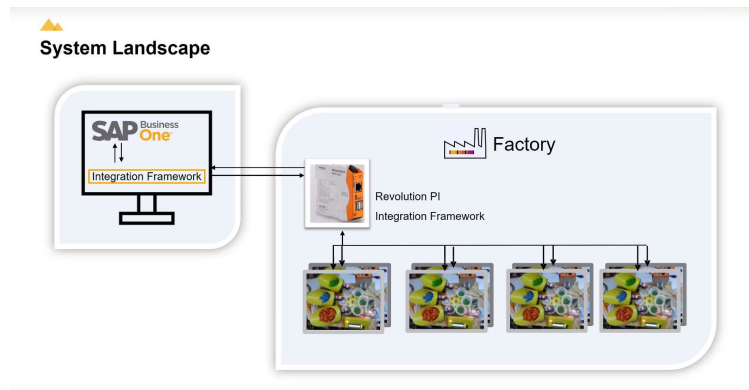 System Landscape
SAP Business One
Integration Framework
Factory
Revolution PI
Integration Framework